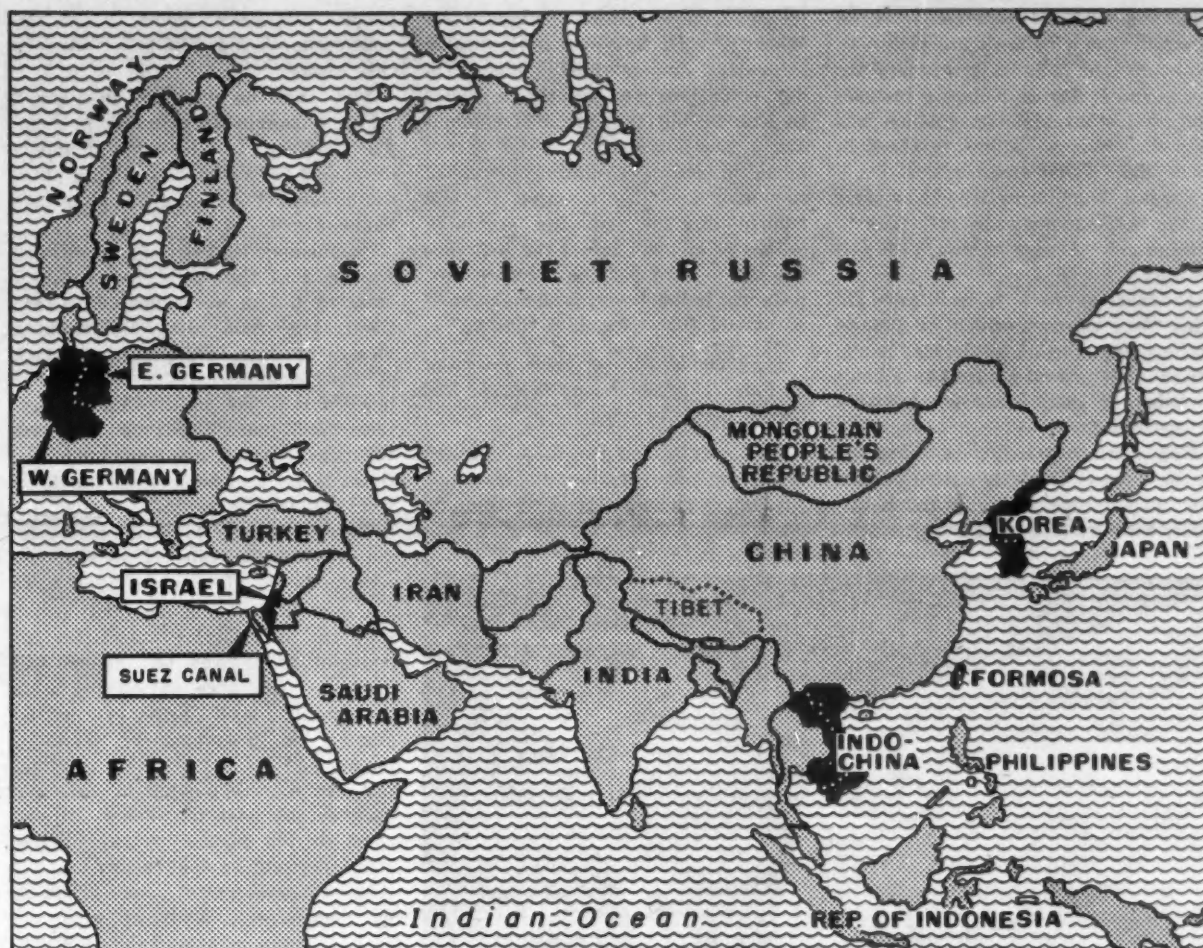 NORWAY
SWEDEN
FINLAND
SOVIET RUSSIA
E. GERMANY
W. GERMANY
MONGOLIAN
PEOPLE'S
REPUBLIC
TURKEY
KOREA
CHINA
JAPAN
ISRAEL
IRAN
TIBET
SUEZ CANAL
INDIA
SAUDI
ARABIA
FORMOSA
INDO-
CHINA
PHILIPPINES
AFRICA
Indian Ocean
REP. OF INDONESIA